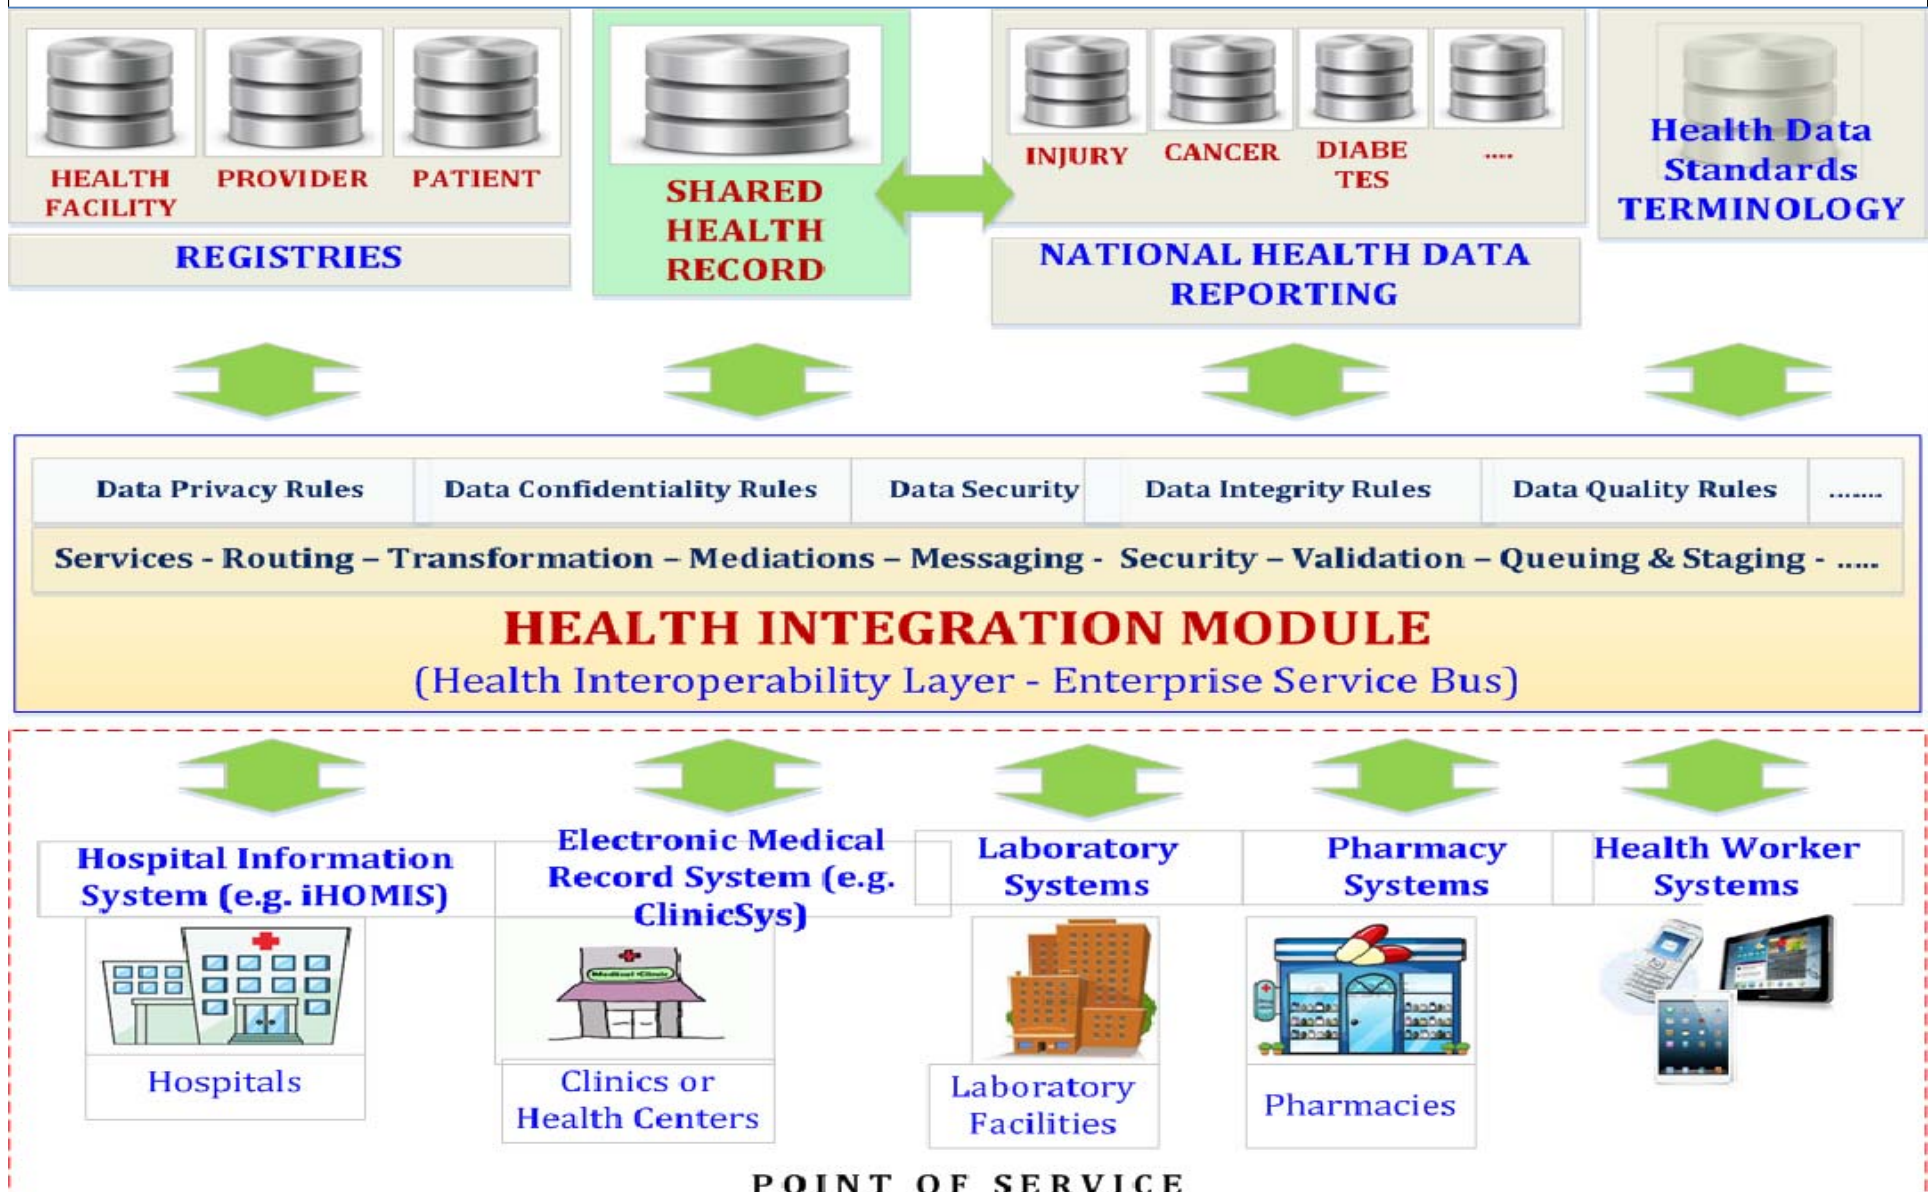 HEALTH
FACILITY
PROVIDER
PATIENT
REGISTRIES
SHARED
HEALTH
RECORD
INJURY
CANCER
DIABE
TES
....
NATIONAL HEALTH DATA
REPORTING
Health Data
Standards
TERMINOLOGY
Data Privacy Rules
Data Confidentiality Rules
Data Security
Data Integrity Rules
Data Quality Rules
.......
Services - Routing – Transformation – Mediations – Messaging - Security – Validation – Queuing & Staging - .....
HEALTH INTEGRATION MODULE
(Health Interoperability Layer - Enterprise Service Bus)
Hospital Information
System (e.g. iHOMIS)
Electronic Medical
Record System (e.g.
ClinicSys)
Laboratory
Systems
Pharmacy
Systems
Health Worker
Systems
Medical Clinic
Hospitals
Clinics or
Health Centers
Laboratory
Facilities
Pharmacies
POINT OF SERVICE